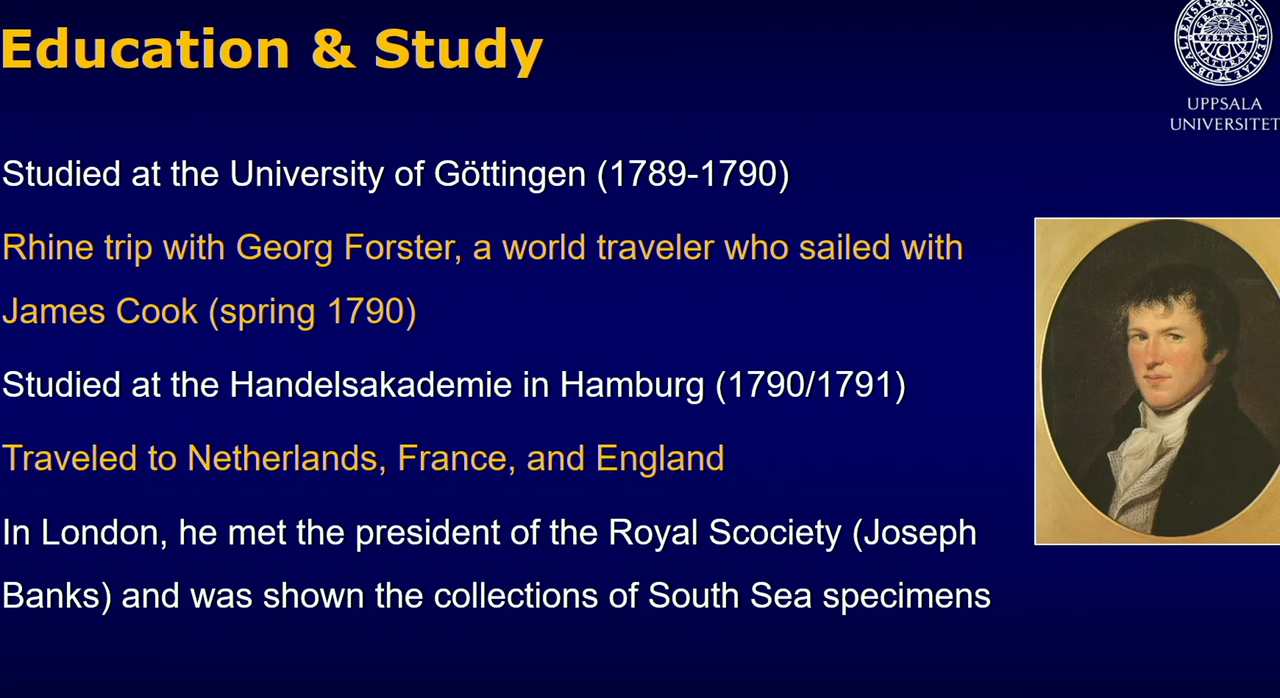 Education & Study
UPPSALA
UNIVERSITET
Studied at the University of Göttingen (1789-1790)
Rhine trip with Georg Forster, a world traveler who sailed with
James Cook (spring 1790)
Studied at the Handelsakademie in Hamburg (1790/1791)
Traveled to Netherlands, France, and England
In London, he met the president of the Royal Scociety (Joseph
Banks) and was shown the collections of South Sea specimens